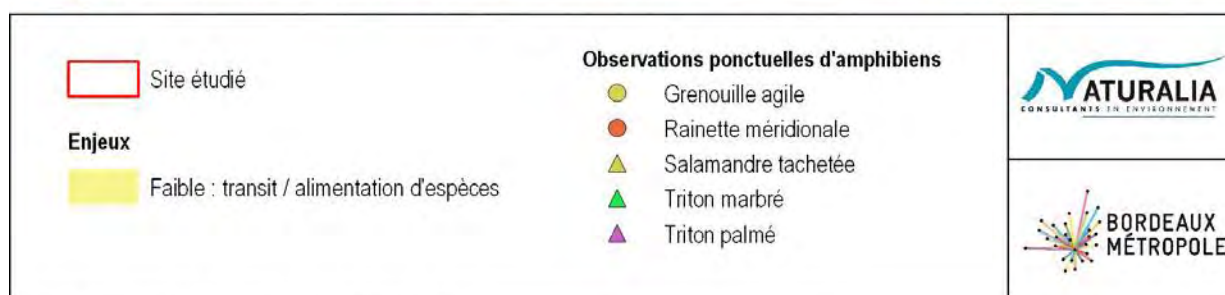 Site étudié
Enjeux
Faible : transit / alimentation d'espèces
Observations ponctuelles d'amphibiens
Grenouille agile
Rainette méridionale
Salamandre tachetée
Triton marbré
Triton palmé
NATURALIA
CONSULTANTS EN ENVIRONNEMENT
BORDEAUX
MÉTROPOLE